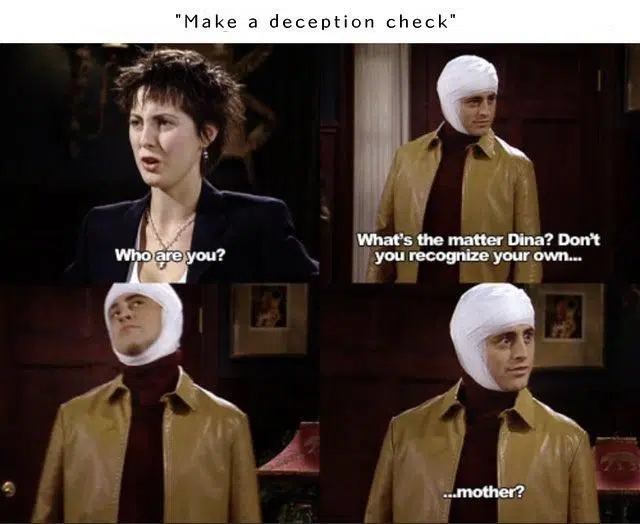 "Make a deception check"
Who are you?
What's the matter Dina? Don't
you recognize your own...
...mother?